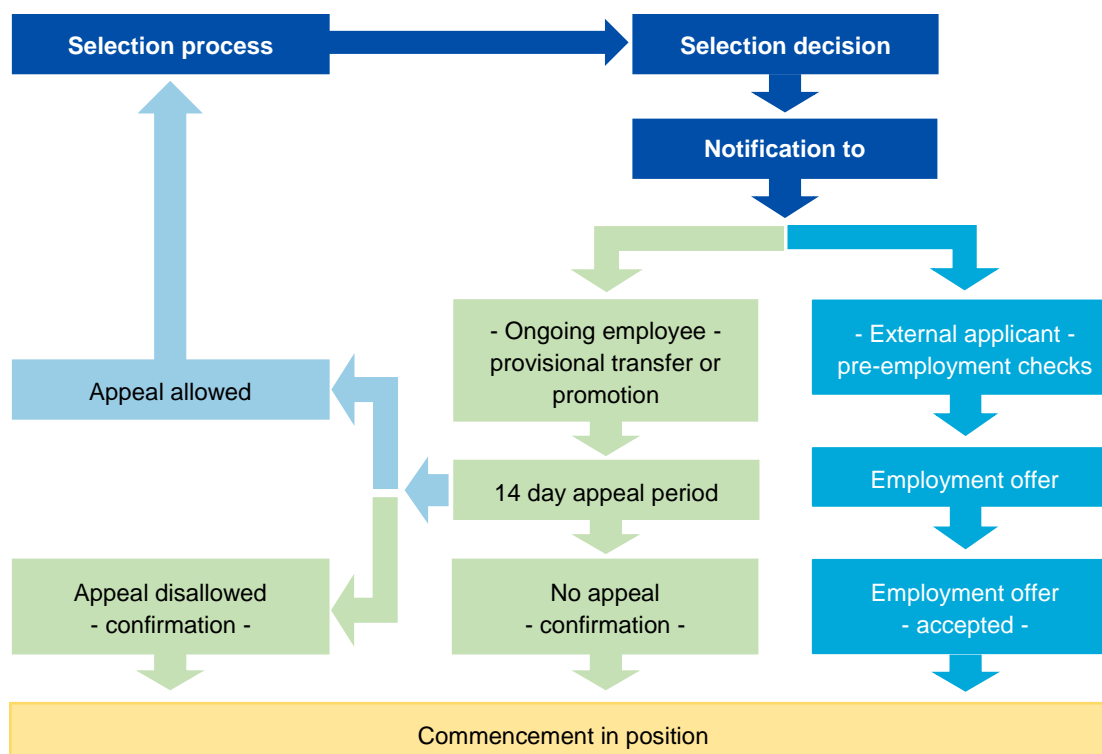 Selection process
Selection decision
Notification to
- Ongoing employee -
provisional transfer or
promotion
- External applicant -
pre-employment checks
Appeal allowed
14 day appeal period
Employment offer
Appeal disallowed
- confirmation -
No appeal
- confirmation -
Employment offer
- accepted -
Commencement in position